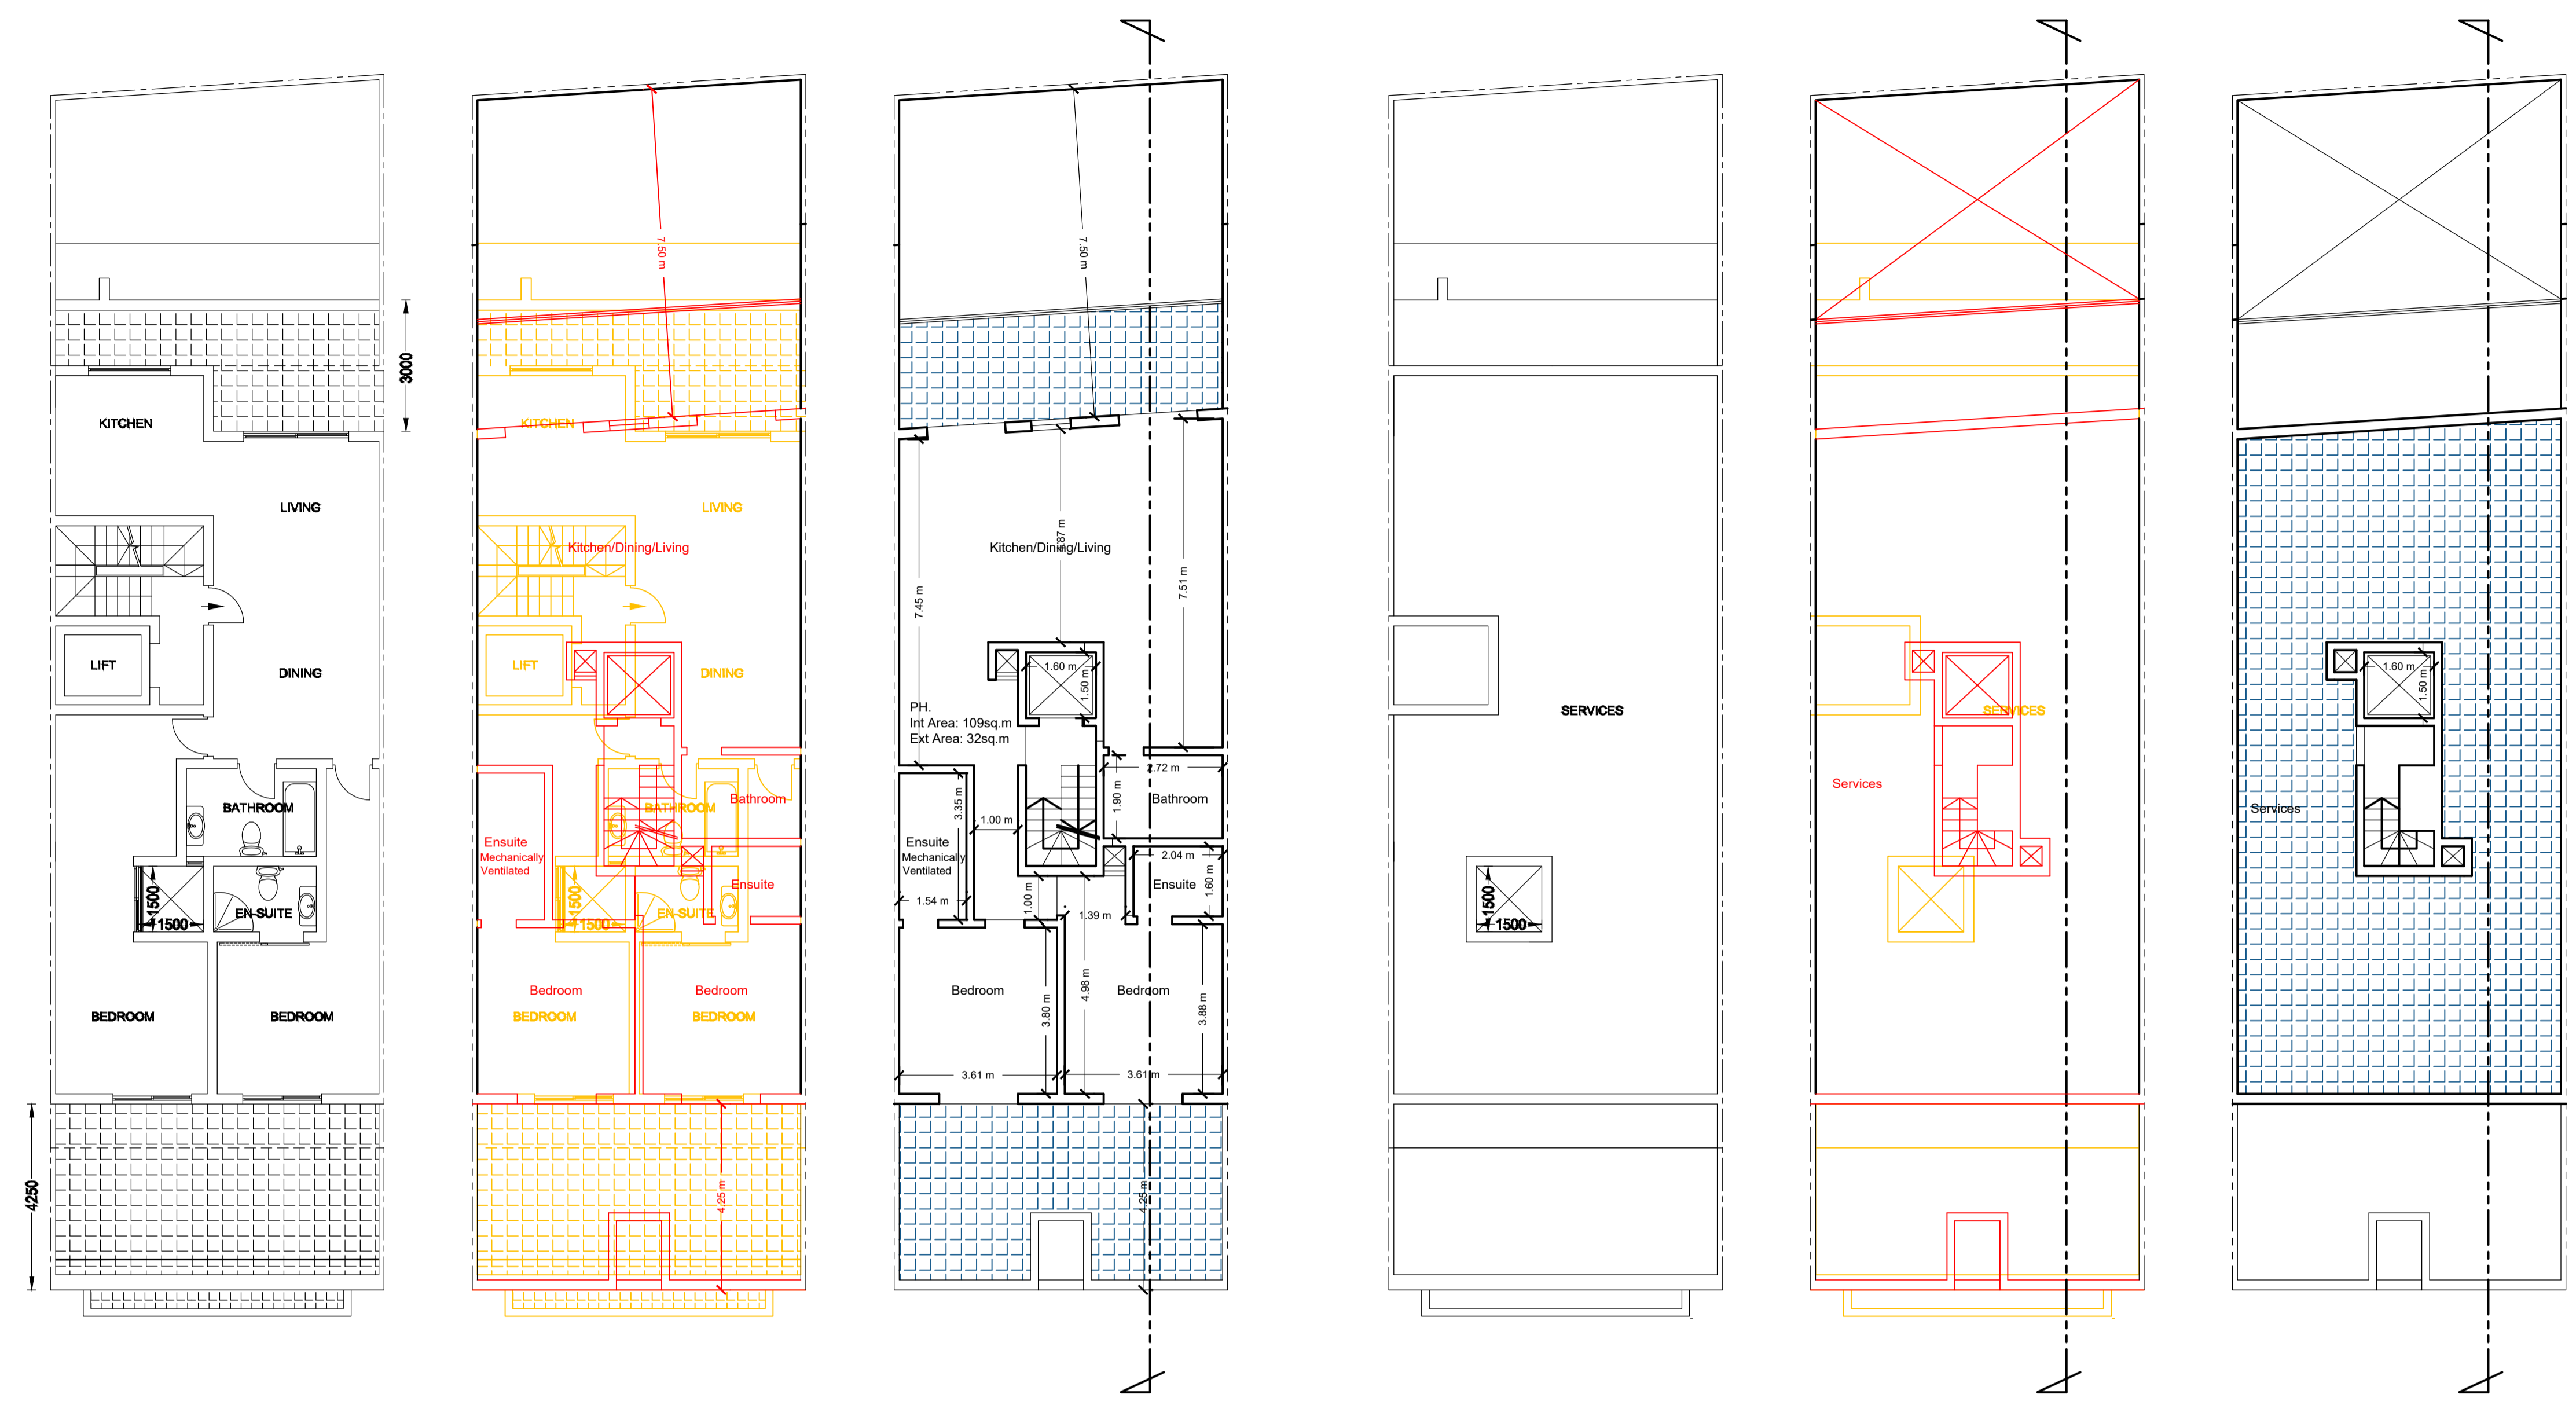 3000
KITCHEN
LIVING
LIFT
DINING
BATHROOM
1500
1500
EN-SUITE
BEDROOM
BEDROOM
4250
7.50 m
KITCHEN
LIVING
Kitchen/Dining/Living
LIFT
DINING
BATHROOM
Bathroom
Ensuite
Mechanically
Ventilated
Ensuite
1500
1500
EN-SUITE
Bedroom
Bedroom
BEDROOM
BEDROOM
4.25 m
7.50 m
Kitchen/Dining/Living
7.45 m
7.51 m
1.60 m
1.50 m
PH.
Int Area: 109sq.m
Ext Area: 32sq.m
2.72 m
3.35 m
1.90 m
Bathroom
1.00 m
Ensuite
Mechanically
Ventilated
2.04 m
Ensuite
1.60 m
1.54 m
1.00 m
1.39 m
Bedroom
Bedroom
3.80 m
4.98 m
3.88 m
3.61 m
3.61 m
4.25 m
SERVICES
1500
1500
SERVICES
Services
1.60 m
1.50 m
Services